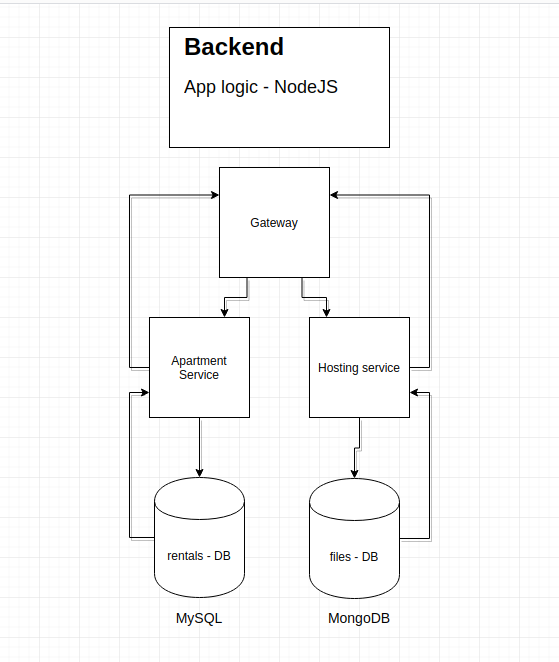 Backend
App logic - NodeJS
Gateway
Apartment
Service
Hosting service
rentals - DB
files - DB
MySQL
MongoDB